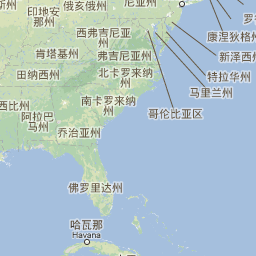 印地安
纳州
俄亥俄州
尼亚州
西弗吉尼亚
州
康涅狄格州
新泽西州
肯塔基州
弗吉尼亚州
特拉华州
田纳西州
北卡罗来纳
州
马里兰州
西比州
阿拉巴
马州
南卡罗来纳
州
哥伦比亚区
乔治亚州
佛罗里达州
哈瓦那
Havana